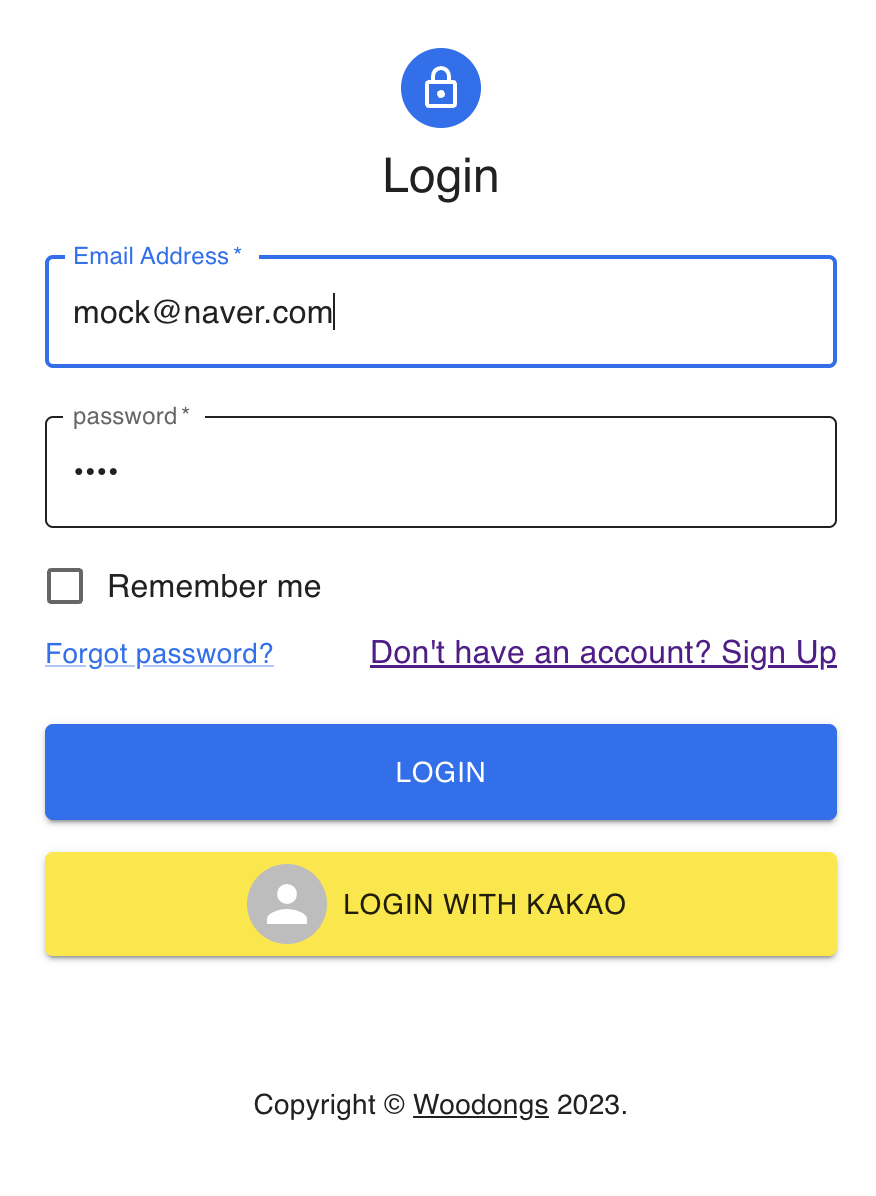 Login
Email Address *
mock@naver.com
password *
••••
Remember me
Forgot password? Don't have an account? Sign Up
LOGIN
LOGIN WITH KAKAO
Copyright © Woodongs 2023.